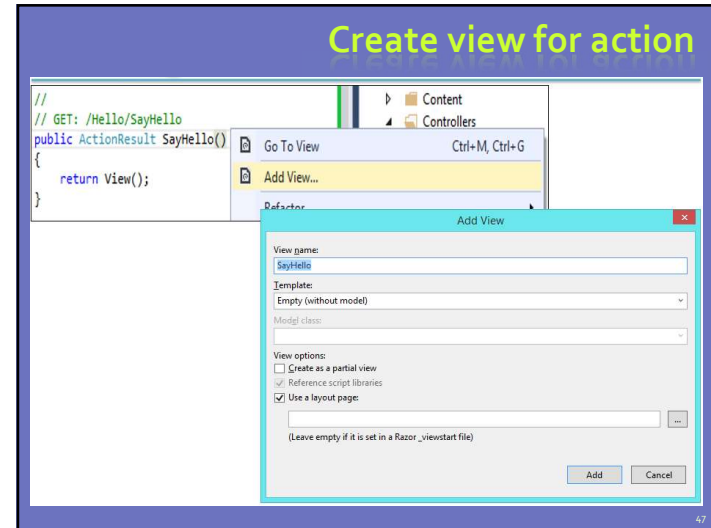 Create view for action
//
// GET: /Hello/SayHello
public ActionResult SayHello()
{
return View();
}
Content
Controllers
Go To View Ctrl+M, Ctrl+G
Add View...
Refactor
Add View
View name:
SayHello
Template:
Empty (without model)
Model class:
View options:
Create as a partial view
Reference script libraries
Use a layout page:
...
(Leave empty if it is set in a Razor _viewstart file)
Add Cancel
47